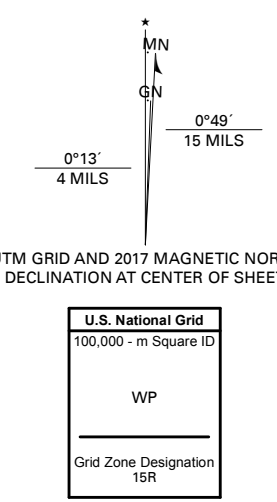 ★
MN
GN
0°49´
15 MILS
0°13´
4 MILS
UTM GRID AND 2017 MAGNETIC NOR
DECLINATION AT CENTER OF SHEET
U.S. National Grid
100,000 - m Square ID
WP
Grid Zone Designation
15R